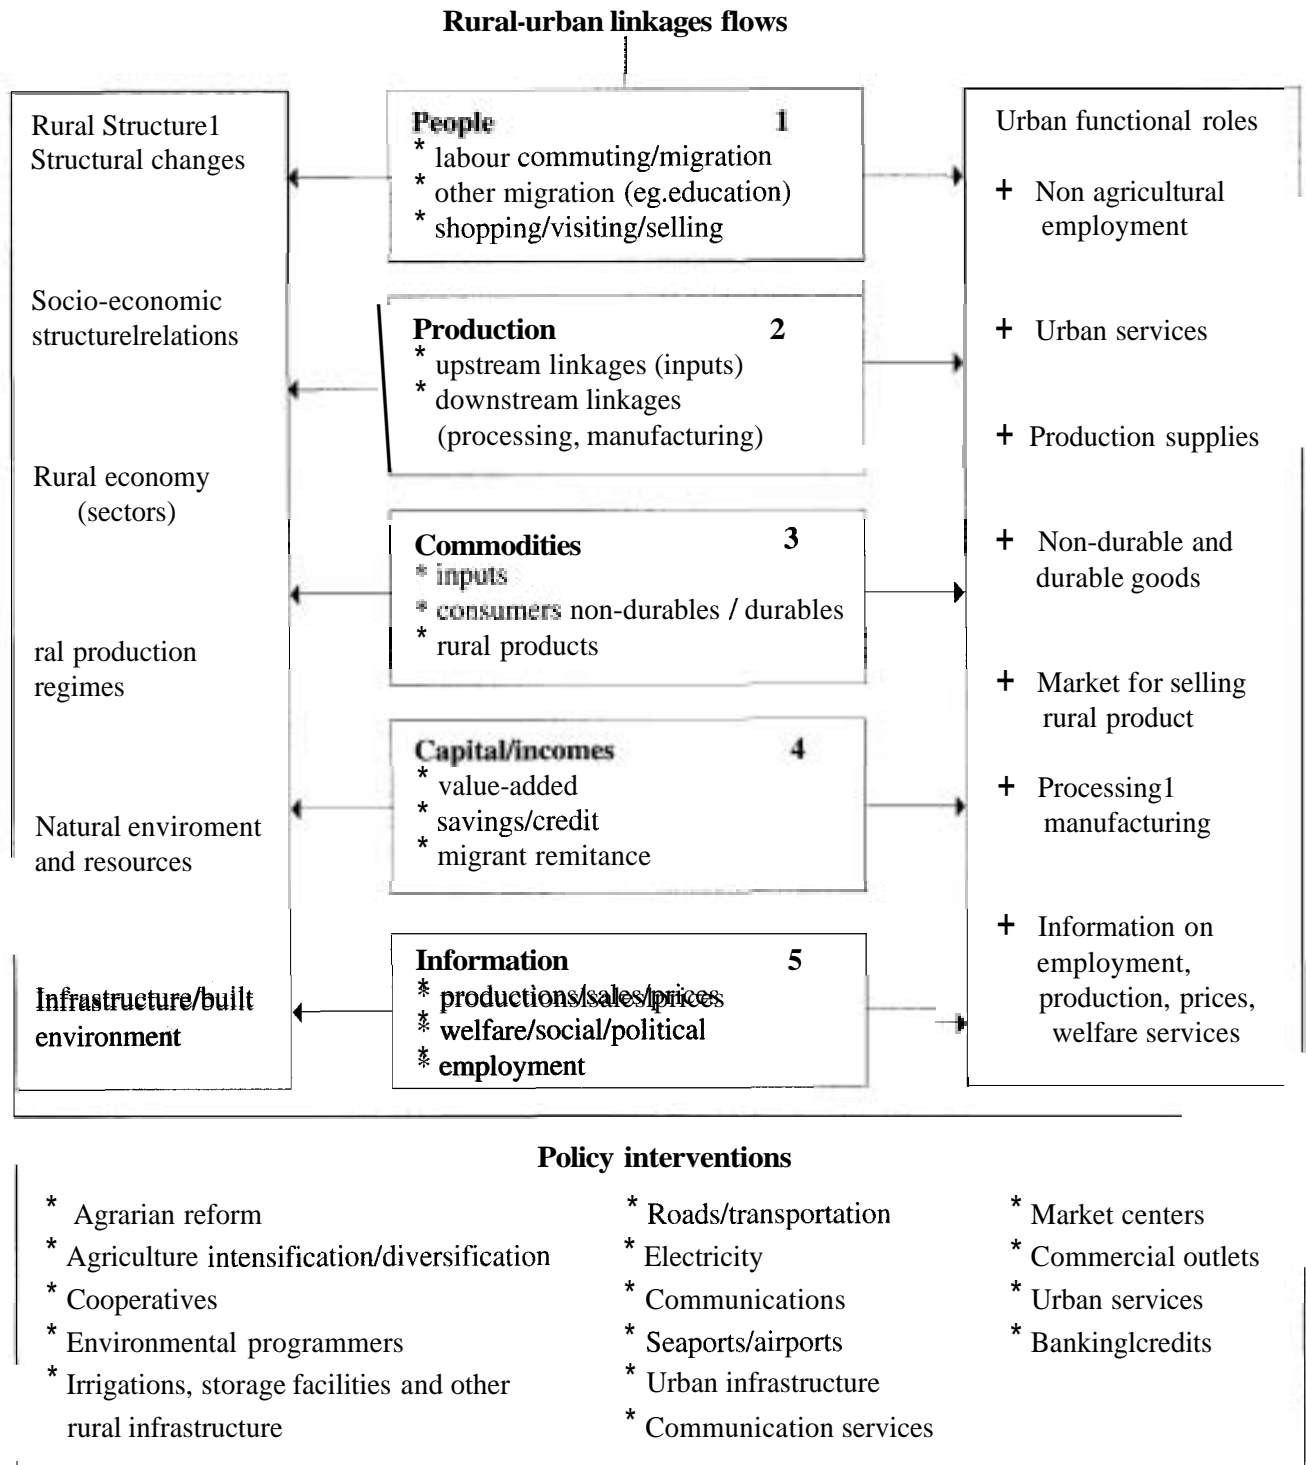 Rural-urban linkages flows
Rural Structure1
Structural changes
Socio-economic
structurelrelations
Rural economy
(sectors)
ral production
regimes
Natural enviroment
and resources
Infrastructure/built
environment
People 1
* labour commuting/migration
* other migration (eg.education)
* shopping/visiting/selling
Production 2
* upstream linkages (inputs)
* downstream linkages
(processing, manufacturing)
Commodities 3
* inputs
* consumers non-durables / durables
* rural products
Capital/incomes 4
* value-added
* savings/credit
* migrant remitance
Information 5
* productions/sales/prices
* welfare/social/political
* employment
Urban functional roles
+ Non agricultural
employment
+ Urban services
+ Production supplies
+ Non-durable and
durable goods
+ Market for selling
rural product
+ Processing1
manufacturing
+ Information on
employment,
production, prices,
welfare services
Policy interventions
* Agrarian reform
* Agriculture intensification/diversification
* Cooperatives
* Environmental programmers
* Irrigations, storage facilities and other
rural infrastructure
* Roads/transportation
* Electricity
* Communications
* Seaports/airports
* Urban infrastructure
* Communication services
* Market centers
* Commercial outlets
* Urban services
* Bankinglcredits